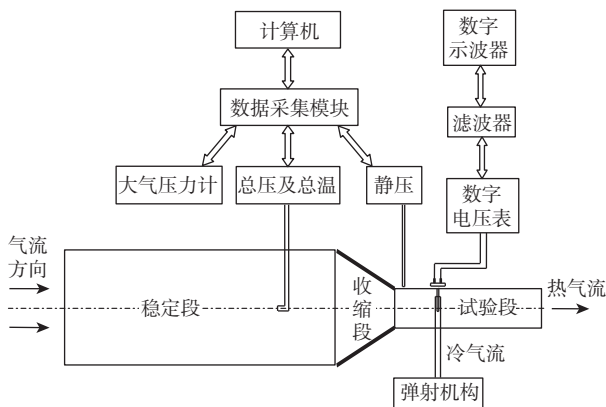 计算机
数字
示波器
数据采集模块
滤波器
大气压力计
总压及总温
静压
数字
电压表
气流
方向
稳定段
收
缩
段
试验段
热气流
冷气流
弹射机构